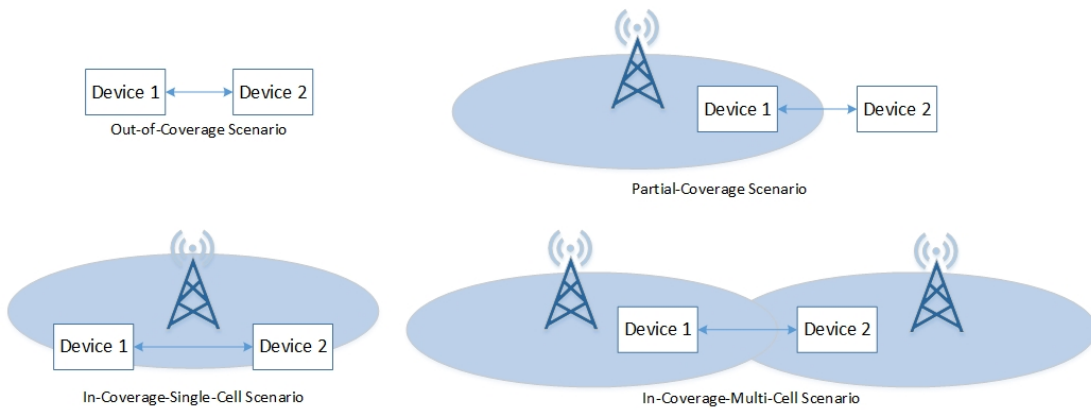 Device 1
Device 2
Out-of-Coverage Scenario
Device 1
Device 2
Partial-Coverage Scenario
Device 1
Device 2
In-Coverage-Single-Cell Scenario
Device 1
Device 2
In-Coverage-Multi-Cell Scenario